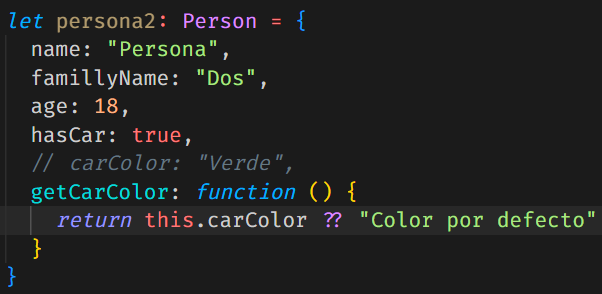 let persona2: Person = {
name: "Persona",
famillyName: "Dos",
age: 18,
hasCar: true,
// carColor: "Verde",
getCarColor: function () {
return this.carColor ?? "Color por defecto"
}
}